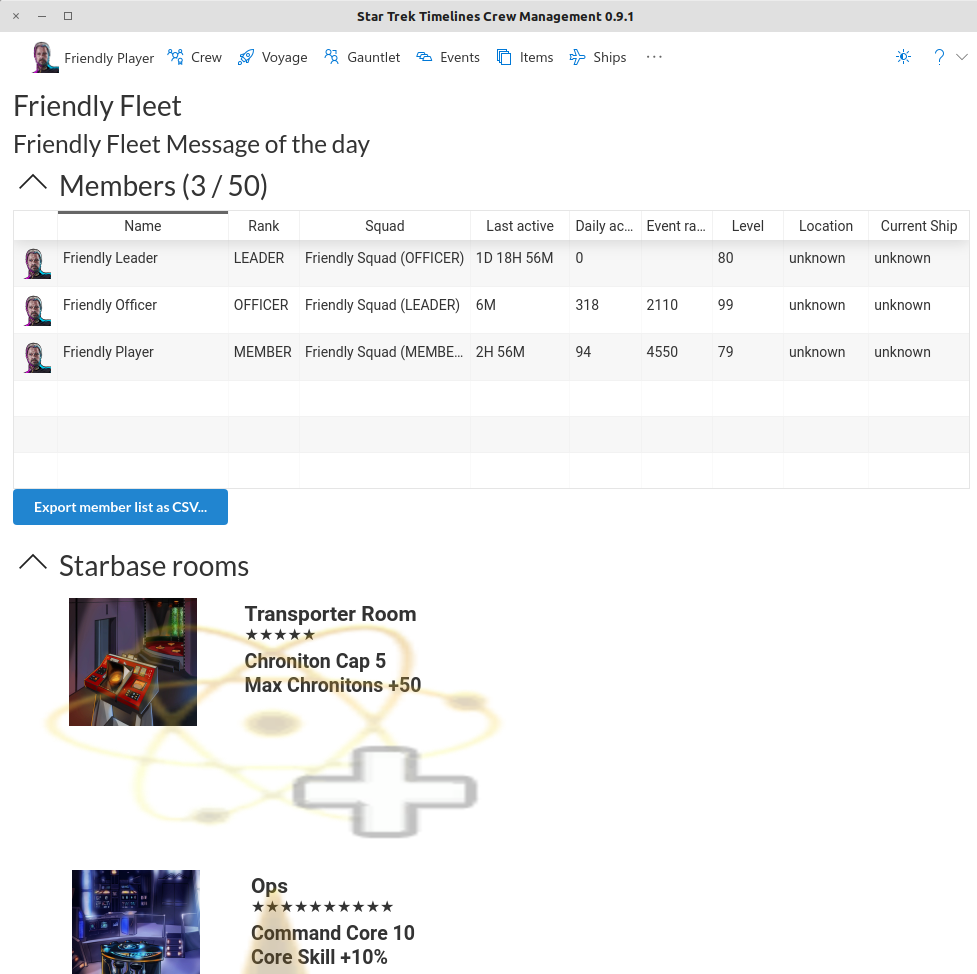 Star Trek Timelines Crew Management 0.9.1
Friendly Player Crew Voyage Gauntlet Events Items Ships ··· ?
Friendly Fleet
Friendly Fleet Message of the day
Members (3 / 50)
Name Rank Squad Last active Daily ac... Event ra... Level Location Current Ship
Friendly Leader LEADER Friendly Squad (OFFICER) 1D 18H 56M 0 80 unknown unknown
Friendly Officer OFFICER Friendly Squad (LEADER) 6M 318 2110 99 unknown unknown
Friendly Player MEMBER Friendly Squad (MEMBE... 2H 56M 94 4550 79 unknown unknown
Export member list as CSV...
Starbase rooms
Transporter Room
★★★★★
Chroniton Cap 5
Max Chronitons +50
Ops
★★★★★★★★★★
Command Core 10
Core Skill +10%